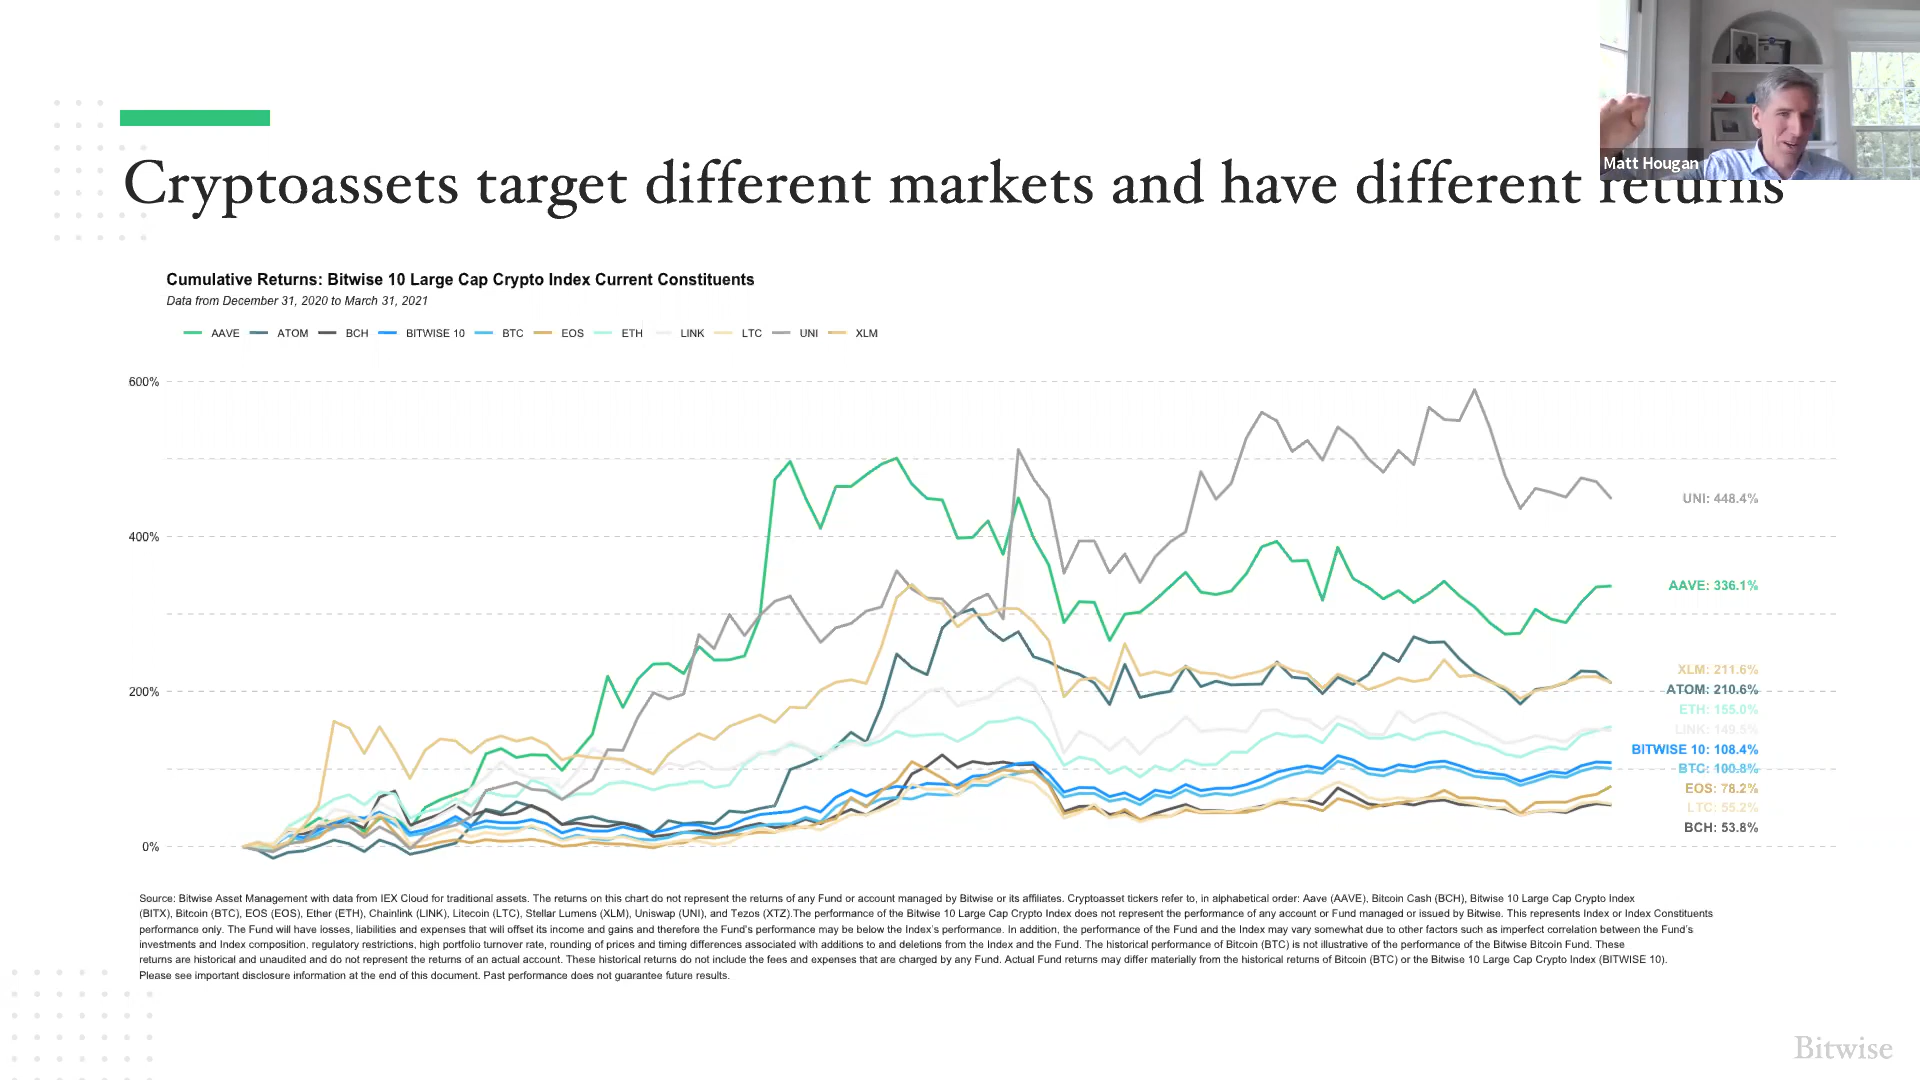 Matt Hougan
Cryptoassets target different markets and have different returns
Cumulative Returns: Bitwise 10 Large Cap Crypto Index Current Constituents
Data from December 31, 2020 to March 31, 2021
AAVE ATOM BCH BITWISE 10 BTC EOS ETH LINK LTC UNI XLM
600%
400%
200%
0%
UNI: 448.4%
AAVE: 336.1%
XLM: 211.6%
ATOM: 210.6%
ETH: 155.0%
LINK: 149.5%
BITWISE 10: 108.4%
BTC: 100.8%
EOS: 78.2%
LTC: 55.2%
BCH: 53.8%
Source: Bitwise Asset Management with data from IEX Cloud for traditional assets. The returns on this chart do not represent the returns of any Fund or account managed by Bitwise or its affiliates. Cryptoasset tickers refer to, in alphabetical order: Aave (AAVE), Bitcoin Cash (BCH), Bitwise 10 Large Cap Crypto Index
(BITX), Bitcoin (BTC), EOS (EOS), Ether (ETH), Chainlink (LINK), Litecoin (LTC), Stellar Lumens (XLM), Uniswap (UNI), and Tezos (XTZ).The performance of the Bitwise 10 Large Cap Crypto Index does not represent the performance of any account or Fund managed or issued by Bitwise. This represents Index or Index Constituents
performance only. The Fund will have losses, liabilities and expenses that will offset its income and gains and therefore the Fund's performance may be below the Index's performance. In addition, the performance of the Fund and the Index may vary somewhat due to other factors such as imperfect correlation between the Fund's
investments and Index composition, regulatory restrictions, high portfolio turnover rate, rounding of prices and timing differences associated with additions to and deletions from the Index and the Fund. The historical performance of Bitcoin (BTC) is not illustrative of the performance of the Bitwise Bitcoin Fund. These
returns are historical and unaudited and do not represent the returns of an actual account. These historical returns do not include the fees and expenses that are charged by any Fund. Actual Fund returns may differ materially from the historical returns of Bitcoin (BTC) or the Bitwise 10 Large Cap Crypto Index (BITWISE 10).
Please see important disclosure information at the end of this document. Past performance does not guarantee future results.
Bitwise